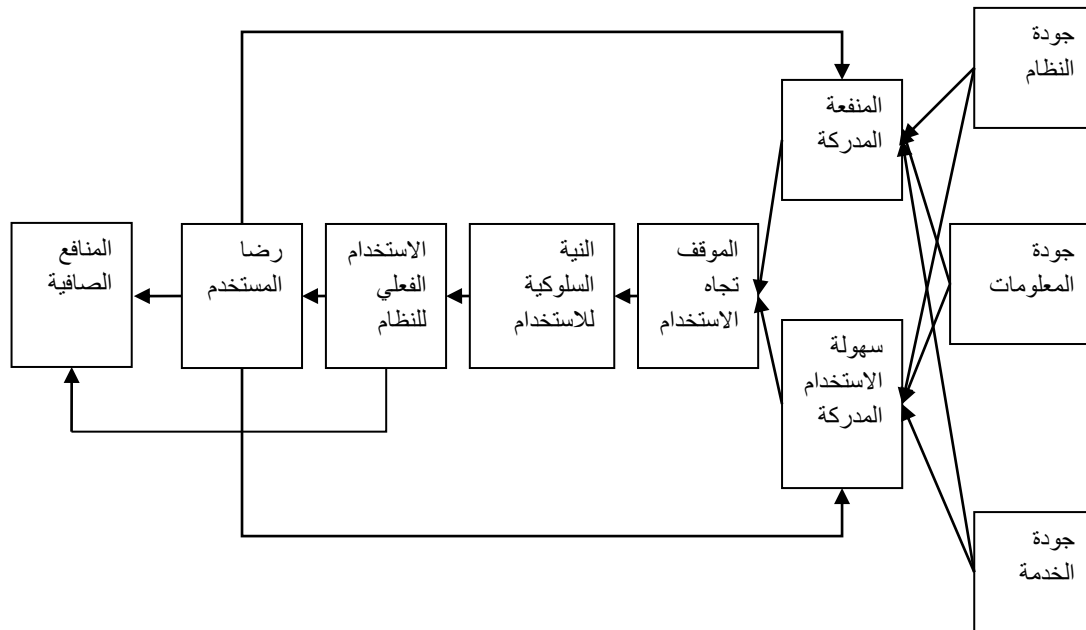 جودة
النظام
المنفعة
المدركة
جودة
المعلومات
الموقف
تجاه
الاستخدام
النية
السلوكية
للاستخدام
الاستخدام
الفعلي
للنظام
رضا
المستخدم
المنافع
الصافية
سهولة
الاستخدام
المدركة
جودة
الخدمة